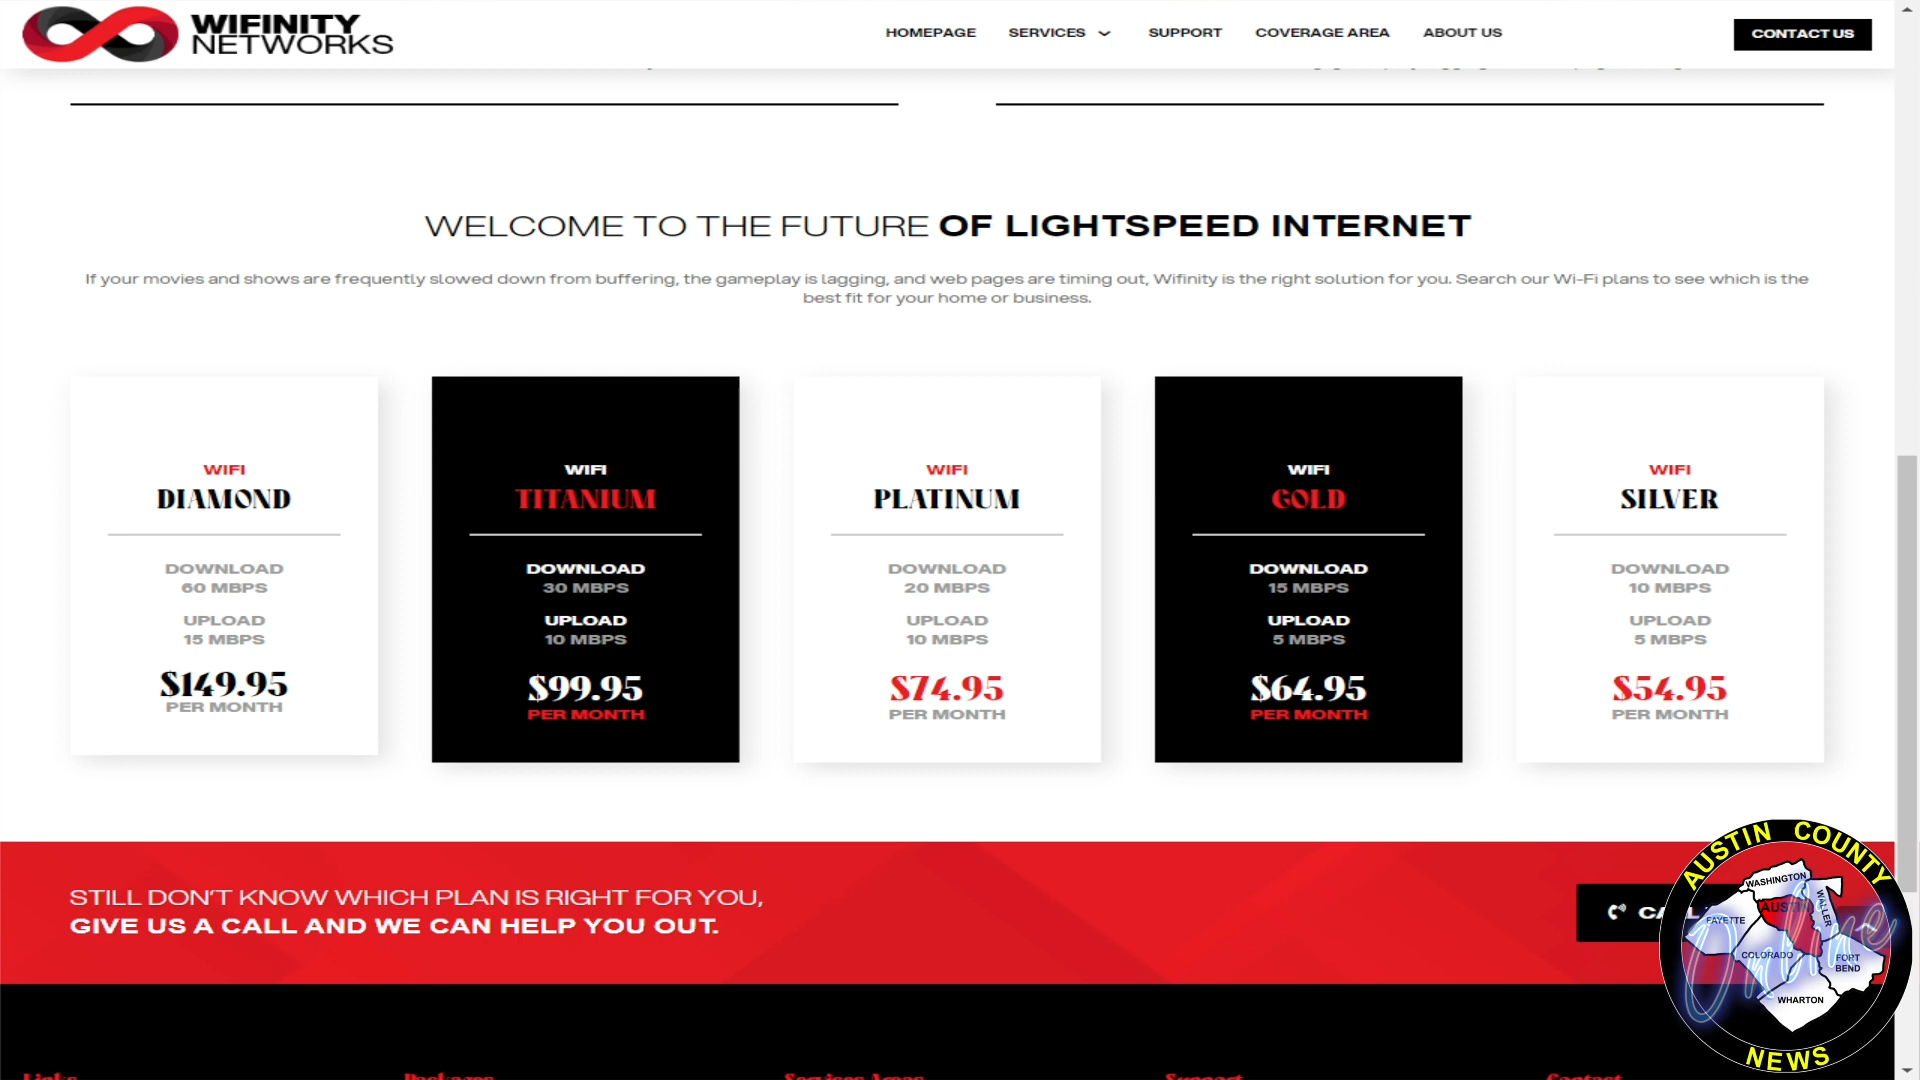 WIFINITY
NETWORKS
HOMEPAGE SERVICES SUPPORT COVERAGE AREA ABOUT US CONTACT US
WELCOME TO THE FUTURE OF LIGHTSPEED INTERNET
If your movies and shows are frequently slowed down from buffering, the gameplay is lagging, and web pages are timing out, Wifinity is the right solution for you. Search our Wi-Fi plans to see which is the
best fit for your home or business.
WIFI
DIAMOND
DOWNLOAD
60 MBPS
UPLOAD
15 MBPS
$149.95
PER MONTH
WIFI
TITANIUM
DOWNLOAD
30 MBPS
UPLOAD
10 MBPS
$99.95
PER MONTH
WIFI
PLATINUM
DOWNLOAD
20 MBPS
UPLOAD
10 MBPS
$74.95
PER MONTH
WIFI
GOLD
DOWNLOAD
15 MBPS
UPLOAD
5 MBPS
$64.95
PER MONTH
WIFI
SILVER
DOWNLOAD
10 MBPS
UPLOAD
5 MBPS
$54.95
PER MONTH
STILL DON'T KNOW WHICH PLAN IS RIGHT FOR YOU,
GIVE US A CALL AND WE CAN HELP YOU OUT.
AUSTIN COUNTY
WASHINGTON
WALLER
AUSTIN
FAYETTE
COLORADO
FORT
BEND
WHARTON
Online
NEWS